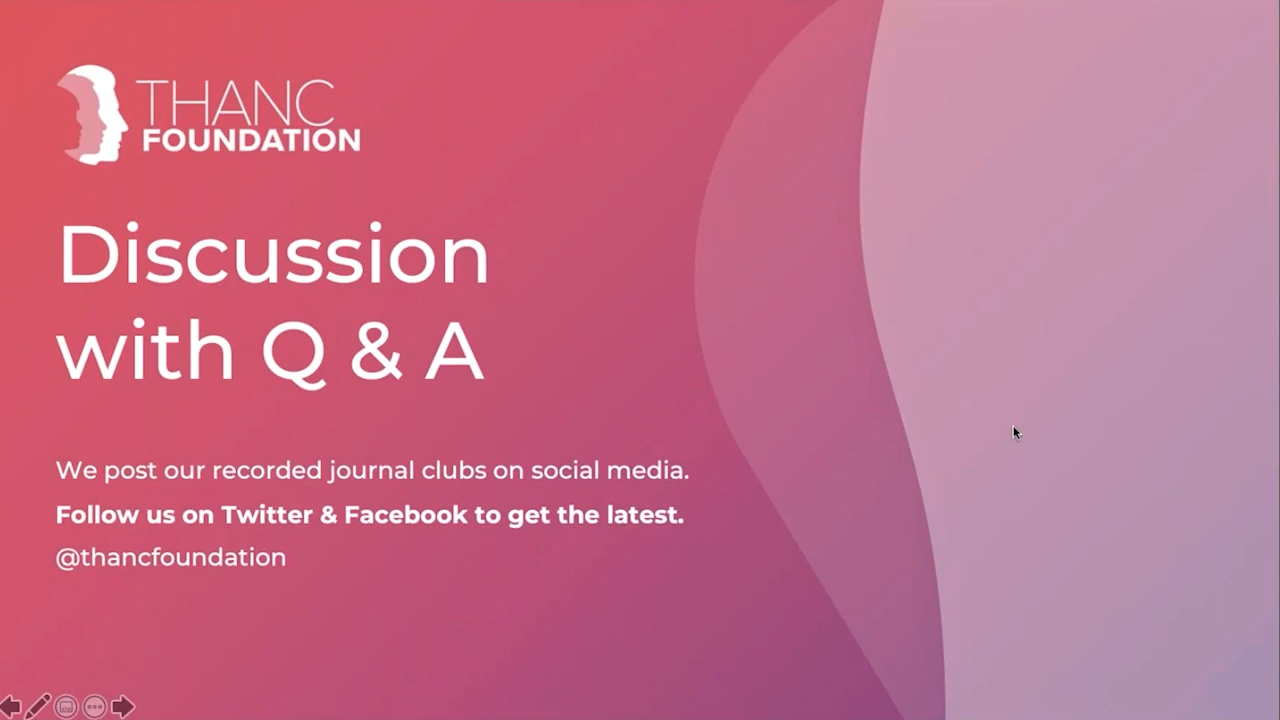 THANC
FOUNDATION
Discussion
with Q & A
We post our recorded journal clubs on social media.
Follow us on Twitter & Facebook to get the latest.
@thancfoundation